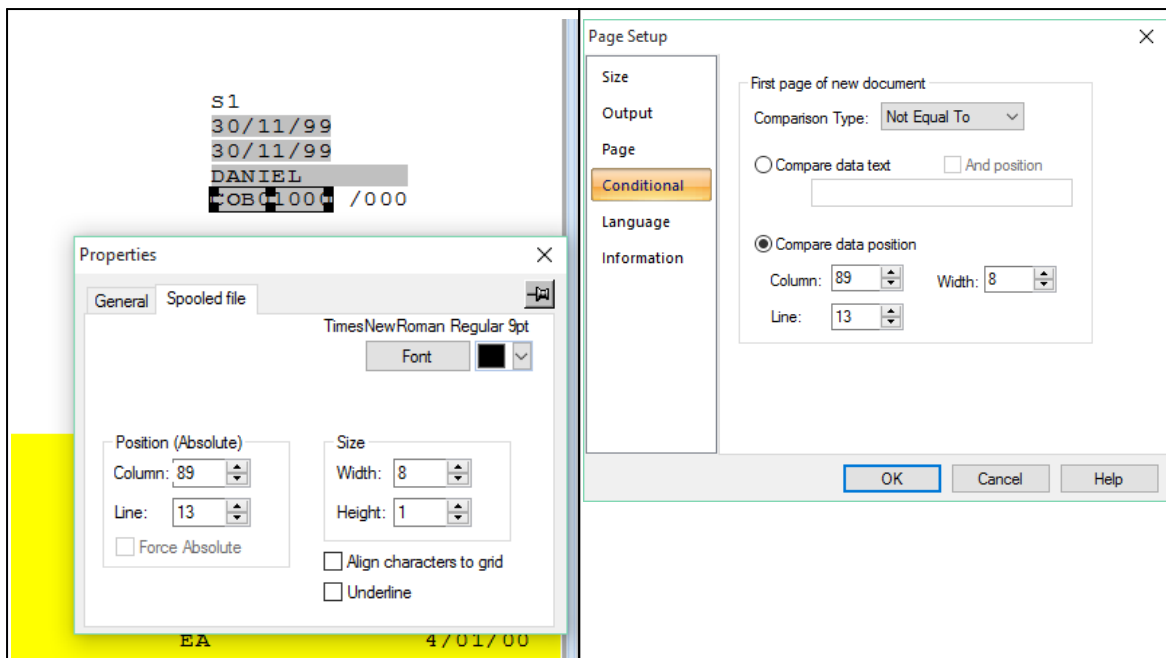 S1
30/11/99
30/11/99
DANIEL
COB01000 /000
Properties
General Spooled file
TimesNewRoman Regular 9pt
Font
Position (Absolute)
Column: 89
Line: 13
Force Absolute
Size
Width: 8
Height: 1
Align characters to grid
Underline
EA 4/01/00
Page Setup
Size
Output
Page
Conditional
Language
Information
First page of new document
Comparison Type: Not Equal To
Compare data text And position
Compare data position
Column: 89 Width: 8
Line: 13
OK Cancel Help